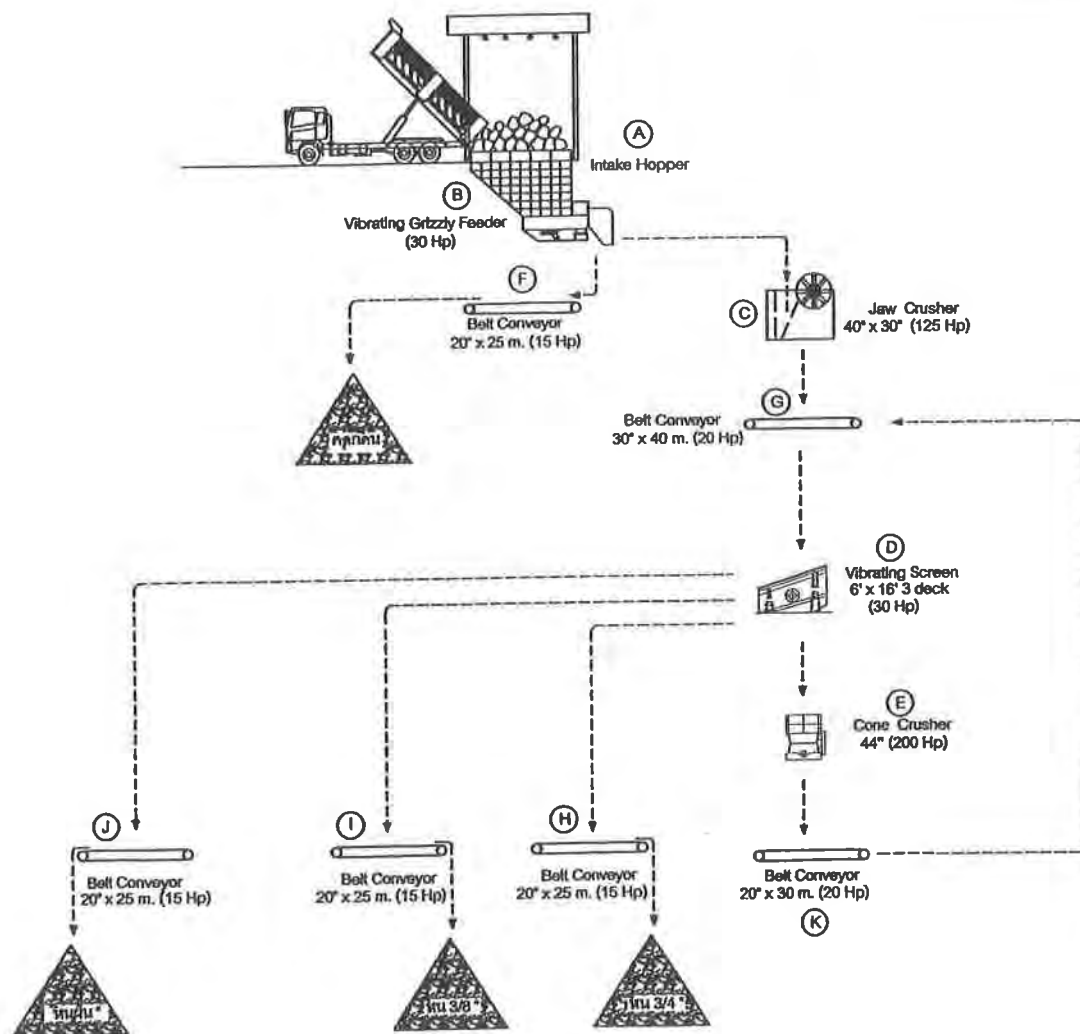 A
Intake Hopper
B
Vibrating Grizzly Feeder
(30 Hp)
F
Belt Conveyor
20" x 25 m. (15 Hp)
C
Jaw Crusher
40" x 30" (125 Hp)
G
Belt Conveyor
30" x 40 m. (20 Hp)
D
Vibrating Screen
6' x 16' 3 deck
(30 Hp)
E
Cone Crusher
44" (200 Hp)
J
Belt Conveyor
20" x 25 m. (15 Hp)
I
Belt Conveyor
20" x 25 m. (15 Hp)
H
Belt Conveyor
20" x 25 m. (15 Hp)
Belt Conveyor
20" x 30 m. (20 Hp)
K
หินฝุ่น
หิน 3/8 "
หิน 3/4 "